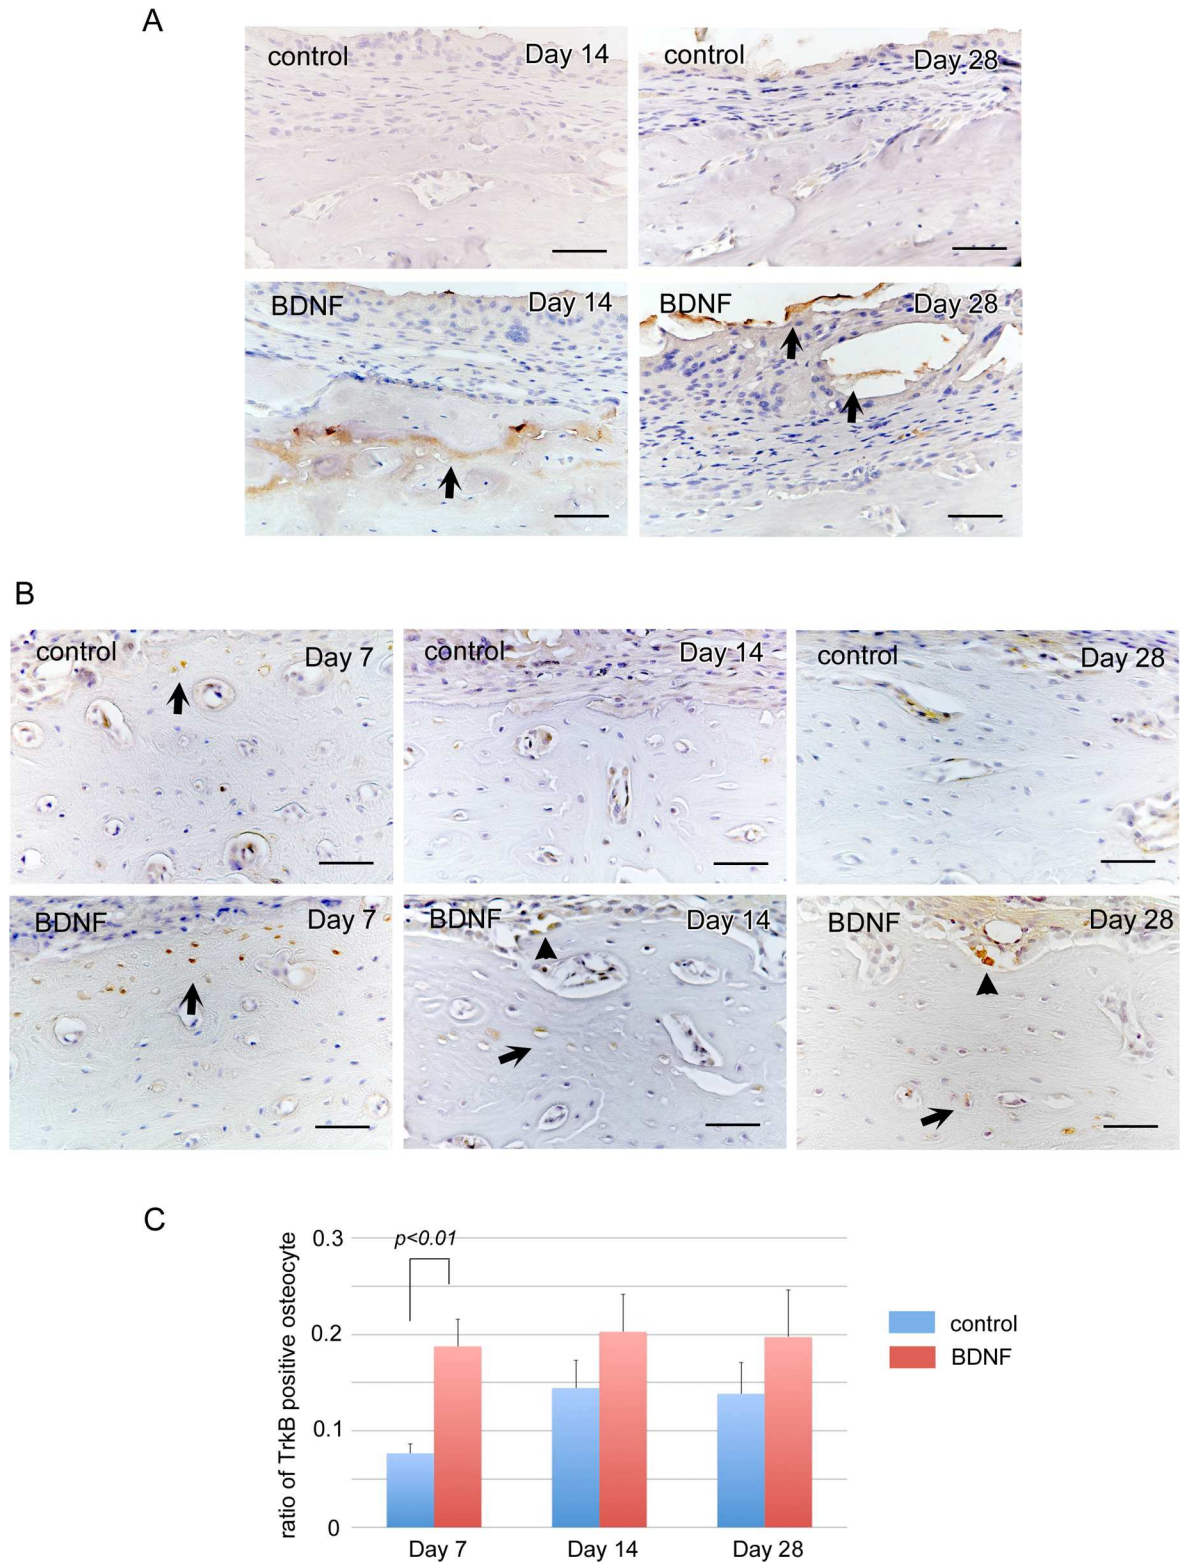 A
control Day 14
control Day 28
BDNF Day 14
BDNF Day 28
B
control Day 7
control Day 14
control Day 28
BDNF Day 7
BDNF Day 14
BDNF Day 28
C
ratio of TrkB positive osteocyte
0.3
0.2
0.1
0
p<0.01
control
BDNF
Day 7 Day 14 Day 28